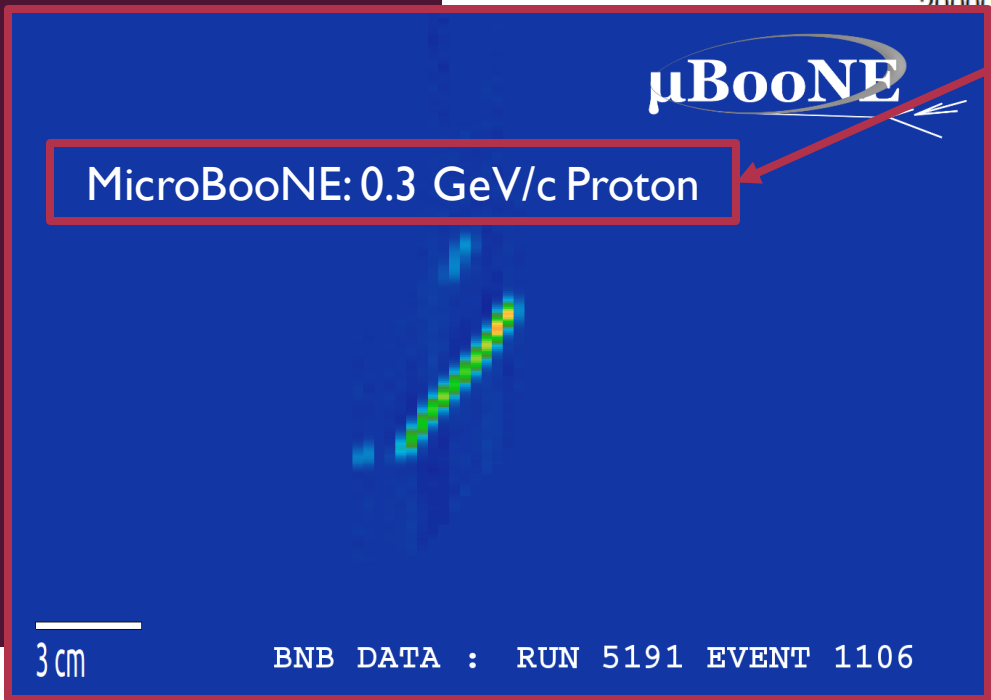 µBooNE
MicroBooNE: 0.3 GeV/c Proton
3 cm
BNB DATA : RUN 5191 EVENT 1106